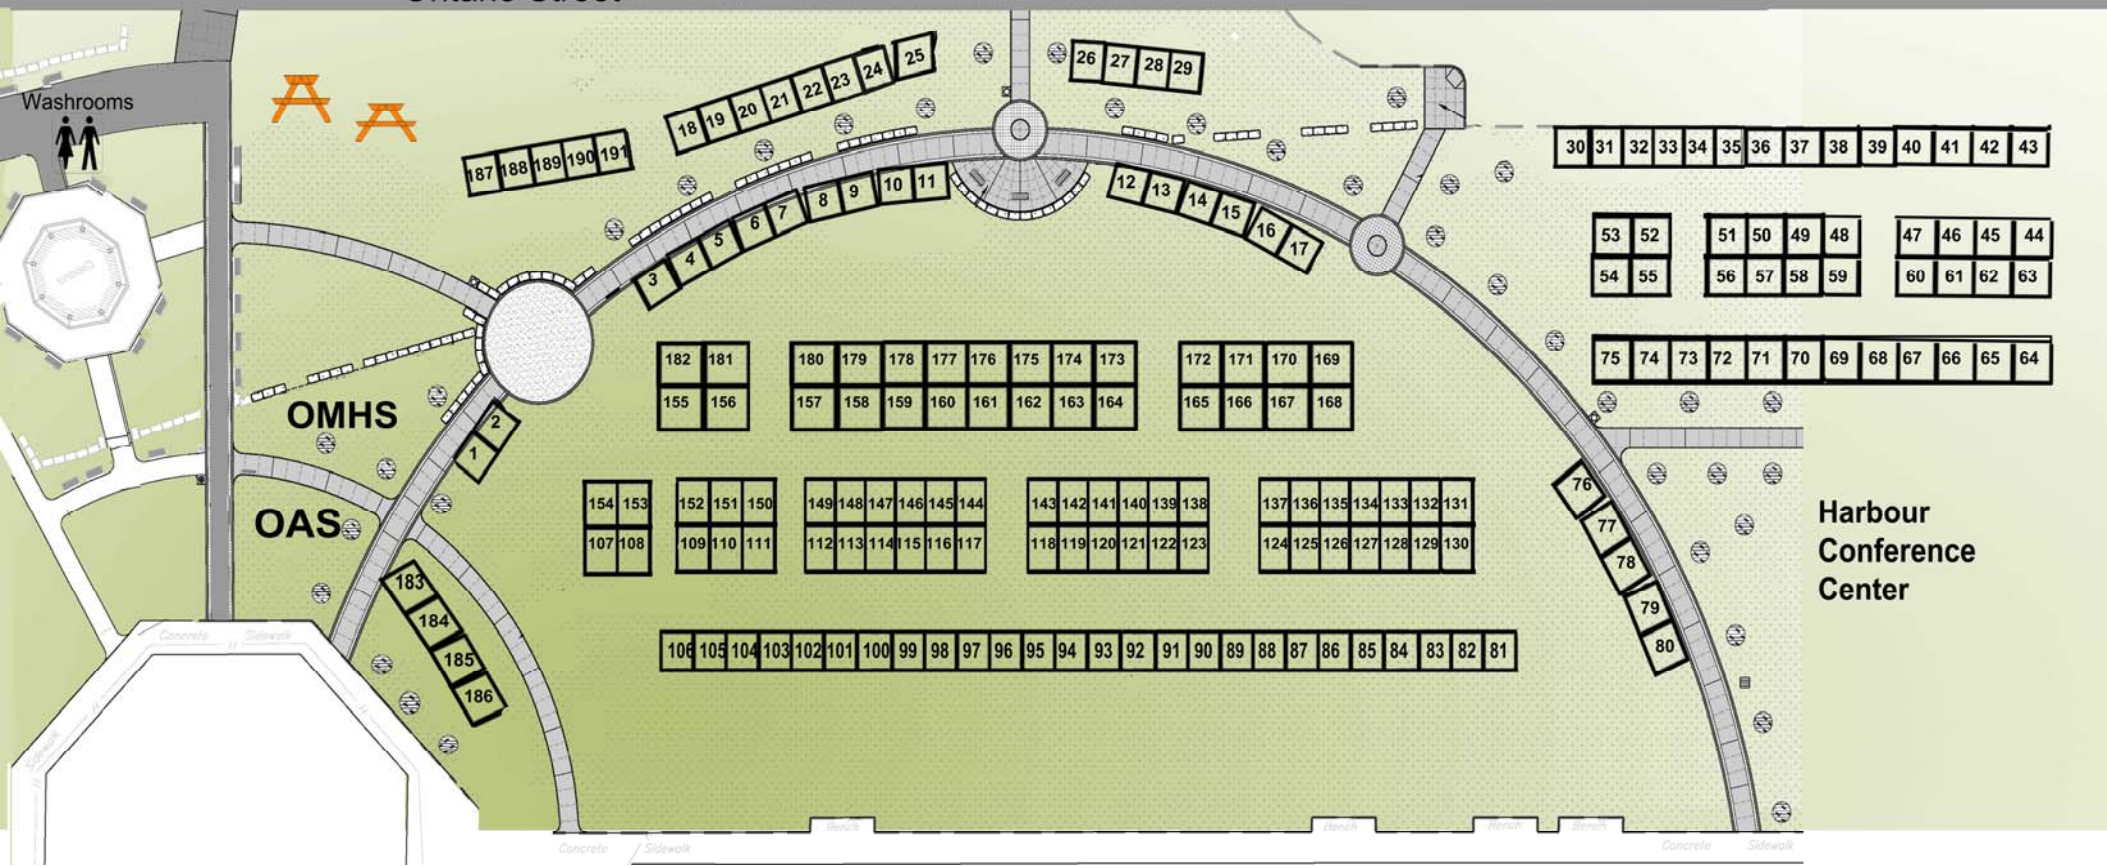 Ontario Street
Washrooms
18 19 20 21 22 23 24 25
26 27 28 29
187 188 189 190 191
30 31 32 33 34 35 36 37 38 39 40 41 42 43
3 4 5 6 7 8 9 10 11
12 13 14 15 16 17
53 52 51 50 49 48 47 46 45 44
54 55 56 57 58 59 60 61 62 63
182 181 180 179 178 177 176 175 174 173 172 171 170 169
75 74 73 72 71 70 69 68 67 66 65 64
155 156 157 158 159 160 161 162 163 164 165 166 167 168
OMHS
2
1
OAS
154 153 152 151 150 149 148 147 146 145 144 143 142 141 140 139 138 137 136 135 134 133 132 131
107 108 109 110 111 112 113 114 115 116 117 118 119 120 121 122 123 124 125 126 127 128 129 130
76
77
78
79
80
Harbour
Conference
Center
183
184
185
186
106 105 104 103 102 101 100 99 98 97 96 95 94 93 92 91 90 89 88 87 86 85 84 83 82 81
Concrete Sidewalk
Sidewalk
Bench Bench Bench Bench
Concrete Sidewalk Concrete Sidewalk